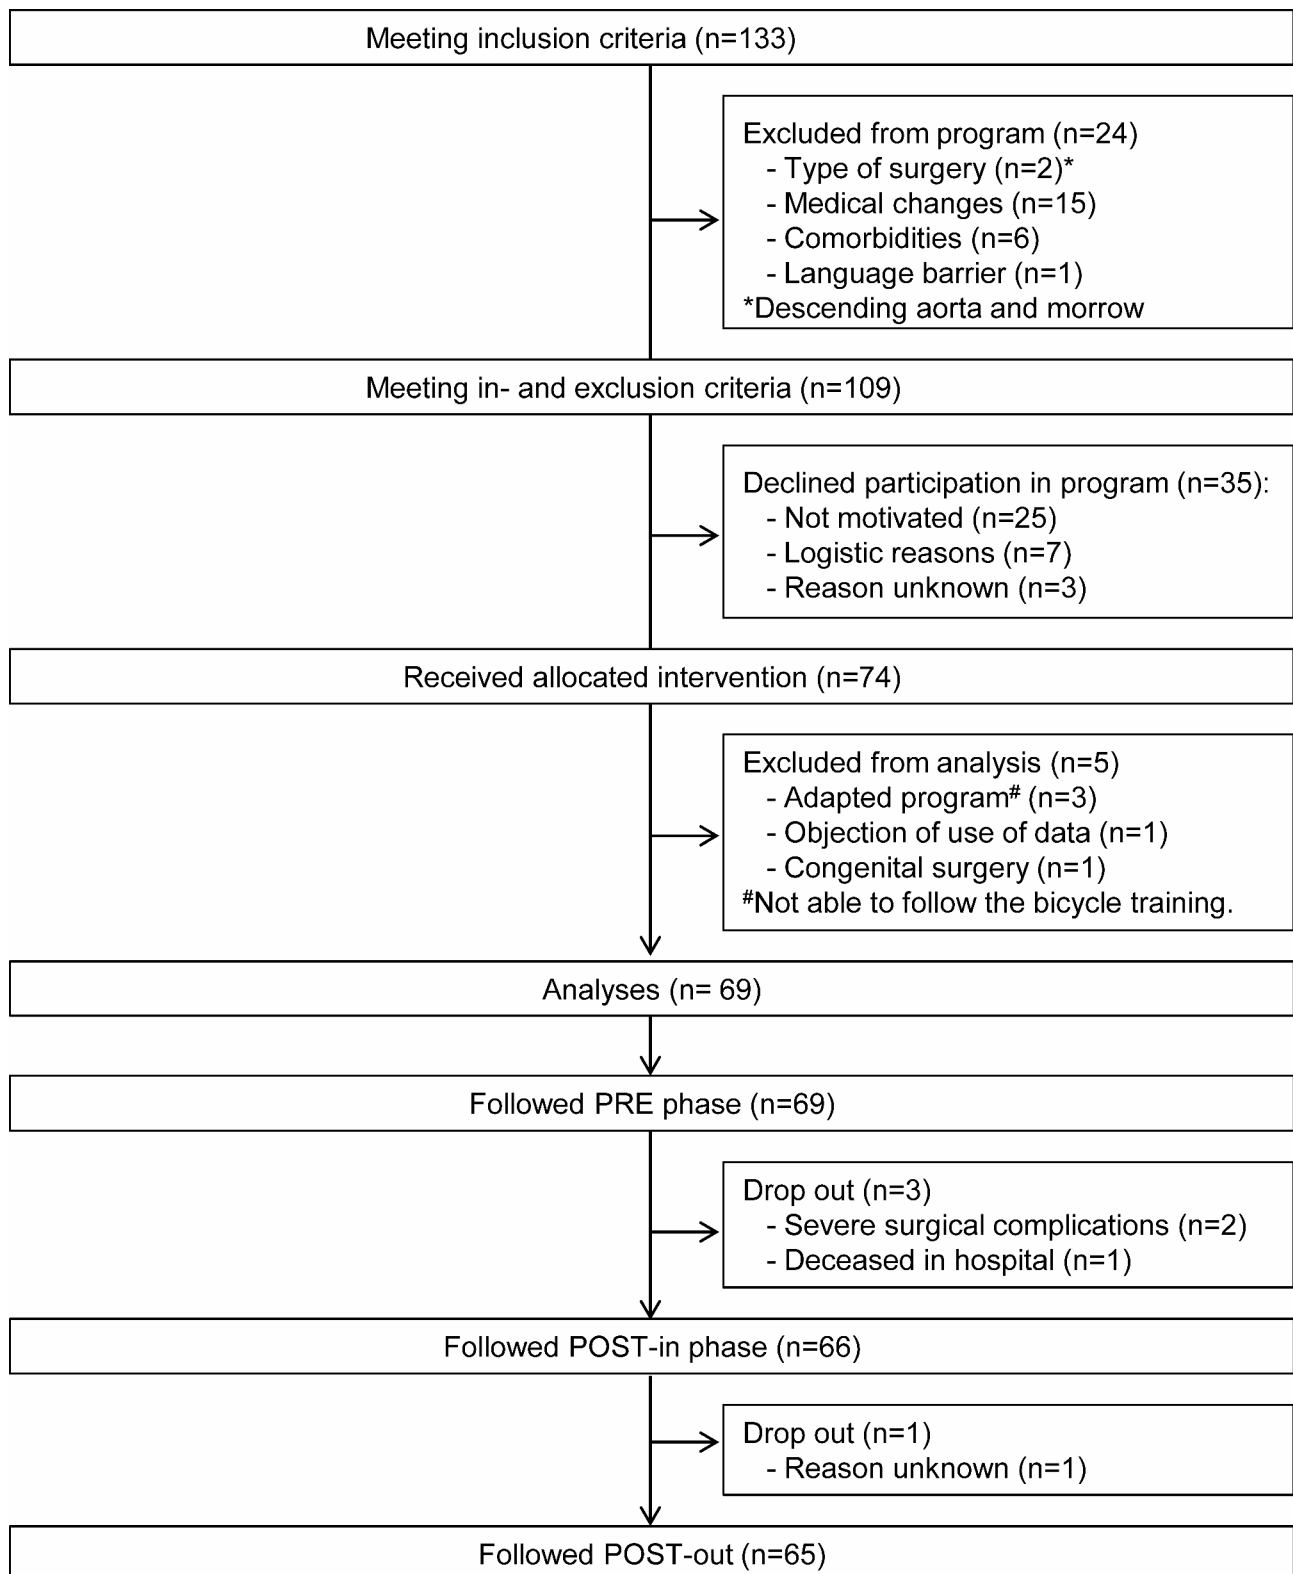 Meeting inclusion criteria (n=133)
Excluded from program (n=24)
- Type of surgery (n=2)*
- Medical changes (n=15)
- Comorbidities (n=6)
- Language barrier (n=1)
*Descending aorta and morrow
Meeting in- and exclusion criteria (n=109)
Declined participation in program (n=35):
- Not motivated (n=25)
- Logistic reasons (n=7)
- Reason unknown (n=3)
Received allocated intervention (n=74)
Excluded from analysis (n=5)
- Adapted program# (n=3)
- Objection of use of data (n=1)
- Congenital surgery (n=1)
#Not able to follow the bicycle training.
Analyses (n= 69)
Followed PRE phase (n=69)
Drop out (n=3)
- Severe surgical complications (n=2)
- Deceased in hospital (n=1)
Followed POST-in phase (n=66)
Drop out (n=1)
- Reason unknown (n=1)
Followed POST-out (n=65)